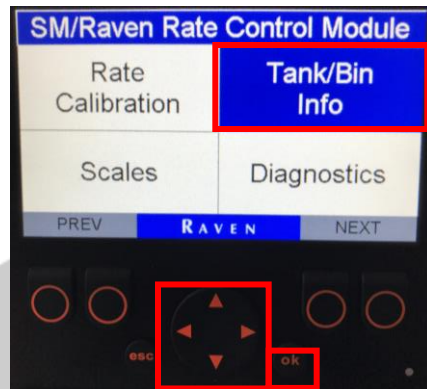 SM/Raven Rate Control Module
Rate
Calibration
Tank/Bin
Info
Scales
Diagnostics
PREV
RAVEN
NEXT
esc
ok